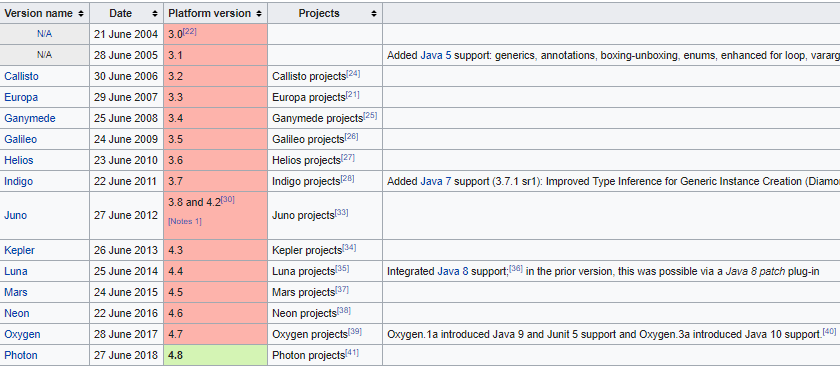 Version name Date Platform version Projects
N/A 21 June 2004 3.0[22]
N/A 28 June 2005 3.1 Added Java 5 support: generics, annotations, boxing-unboxing, enums, enhanced for loop, vararg
Callisto 30 June 2006 3.2 Callisto projects[24]
Europa 29 June 2007 3.3 Europa projects[21]
Ganymede 25 June 2008 3.4 Ganymede projects[25]
Galileo 24 June 2009 3.5 Galileo projects[26]
Helios 23 June 2010 3.6 Helios projects[27]
Indigo 22 June 2011 3.7 Indigo projects[28] Added Java 7 support (3.7.1 sr1): Improved Type Inference for Generic Instance Creation (Diamo
Juno 27 June 2012 3.8 and 4.2[30] Juno projects[33]
[Notes 1]
Kepler 26 June 2013 4.3 Kepler projects[34]
Luna 25 June 2014 4.4 Luna projects[35] Integrated Java 8 support;[36] in the prior version, this was possible via a Java 8 patch plug-in
Mars 24 June 2015 4.5 Mars projects[37]
Neon 22 June 2016 4.6 Neon projects[38]
Oxygen 28 June 2017 4.7 Oxygen projects[39] Oxygen.1a introduced Java 9 and Junit 5 support and Oxygen.3a introduced Java 10 support.[40]
Photon 27 June 2018 4.8 Photon projects[41]